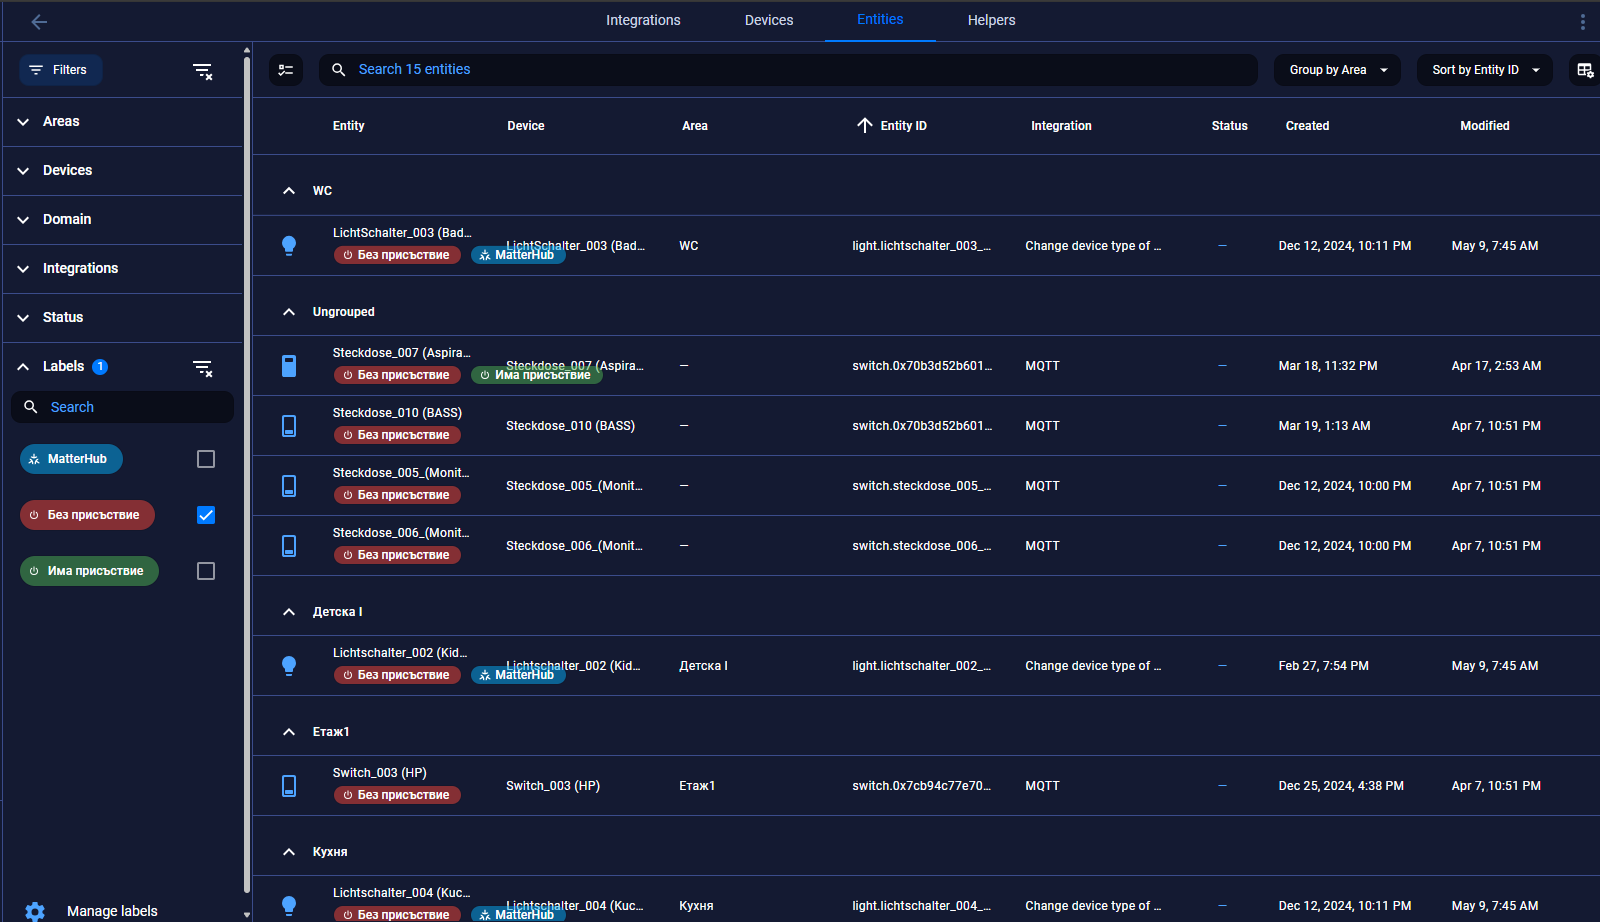 Integrations Devices Entities Helpers
Filters
Search 15 entities
Group by Area
Sort by Entity ID
Areas
Devices
Domain
Integrations
Status
Labels 1
Search
MatterHub
Без присъствие
Има присъствие
Manage labels
Entity Device Area Entity ID Integration Status Created Modified
WC
LichtSchalter_003 (Bad...
Без присъствие MatterHub
LichtSchalter_003 (Bad... WC light.lichtschalter_003_... Change device type of ... — Dec 12, 2024, 10:11 PM May 9, 7:45 AM
Ungrouped
Steckdose_007 (Aspira...
Без присъствие Има присъствие
Steckdose_007 (Aspira... — switch.0x70b3d52b601... MQTT — Mar 18, 11:32 PM Apr 17, 2:53 AM
Steckdose_010 (BASS)
Без присъствие
Steckdose_010 (BASS) — switch.0x70b3d52b601... MQTT — Mar 19, 1:13 AM Apr 7, 10:51 PM
Steckdose_005_(Monit...
Без присъствие
Steckdose_005_(Monit... — switch.steckdose_005_... MQTT — Dec 12, 2024, 10:00 PM Apr 7, 10:51 PM
Steckdose_006_(Monit...
Без присъствие
Steckdose_006_(Monit... — switch.steckdose_006_... MQTT — Dec 12, 2024, 10:00 PM Apr 7, 10:51 PM
Детска I
Lichtschalter_002 (Kid...
Без присъствие MatterHub
Lichtschalter_002 (Kid... Детска I light.lichtschalter_002_... Change device type of ... — Feb 27, 7:54 PM May 9, 7:45 AM
Етаж1
Switch_003 (HP)
Без присъствие
Switch_003 (HP) Етаж1 switch.0x7cb94c77e70... MQTT — Dec 25, 2024, 4:38 PM Apr 7, 10:51 PM
Кухня
Lichtschalter_004 (Kuc...
Без присъствие MatterHub
Lichtschalter_004 (Kuc... Кухня light.lichtschalter_004_... Change device type of ... — Dec 12, 2024, 10:11 PM May 9, 7:45 AM